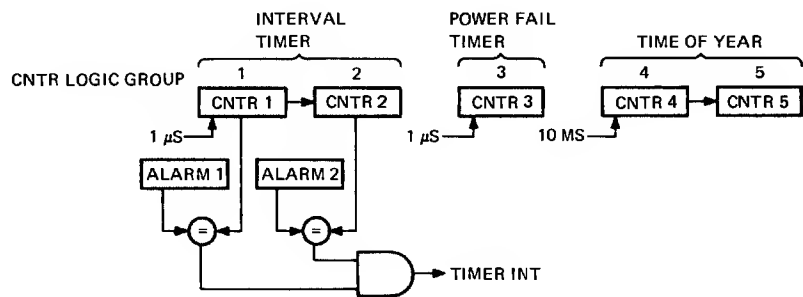 INTERVAL
TIMER
POWER FAIL
TIMER
TIME OF YEAR
CNTR LOGIC GROUP 1 2 3 4 5
CNTR 1 CNTR 2 CNTR 3 CNTR 4 CNTR 5
1 μS 1 μS 10 MS
ALARM 1 ALARM 2
= =
TIMER INT